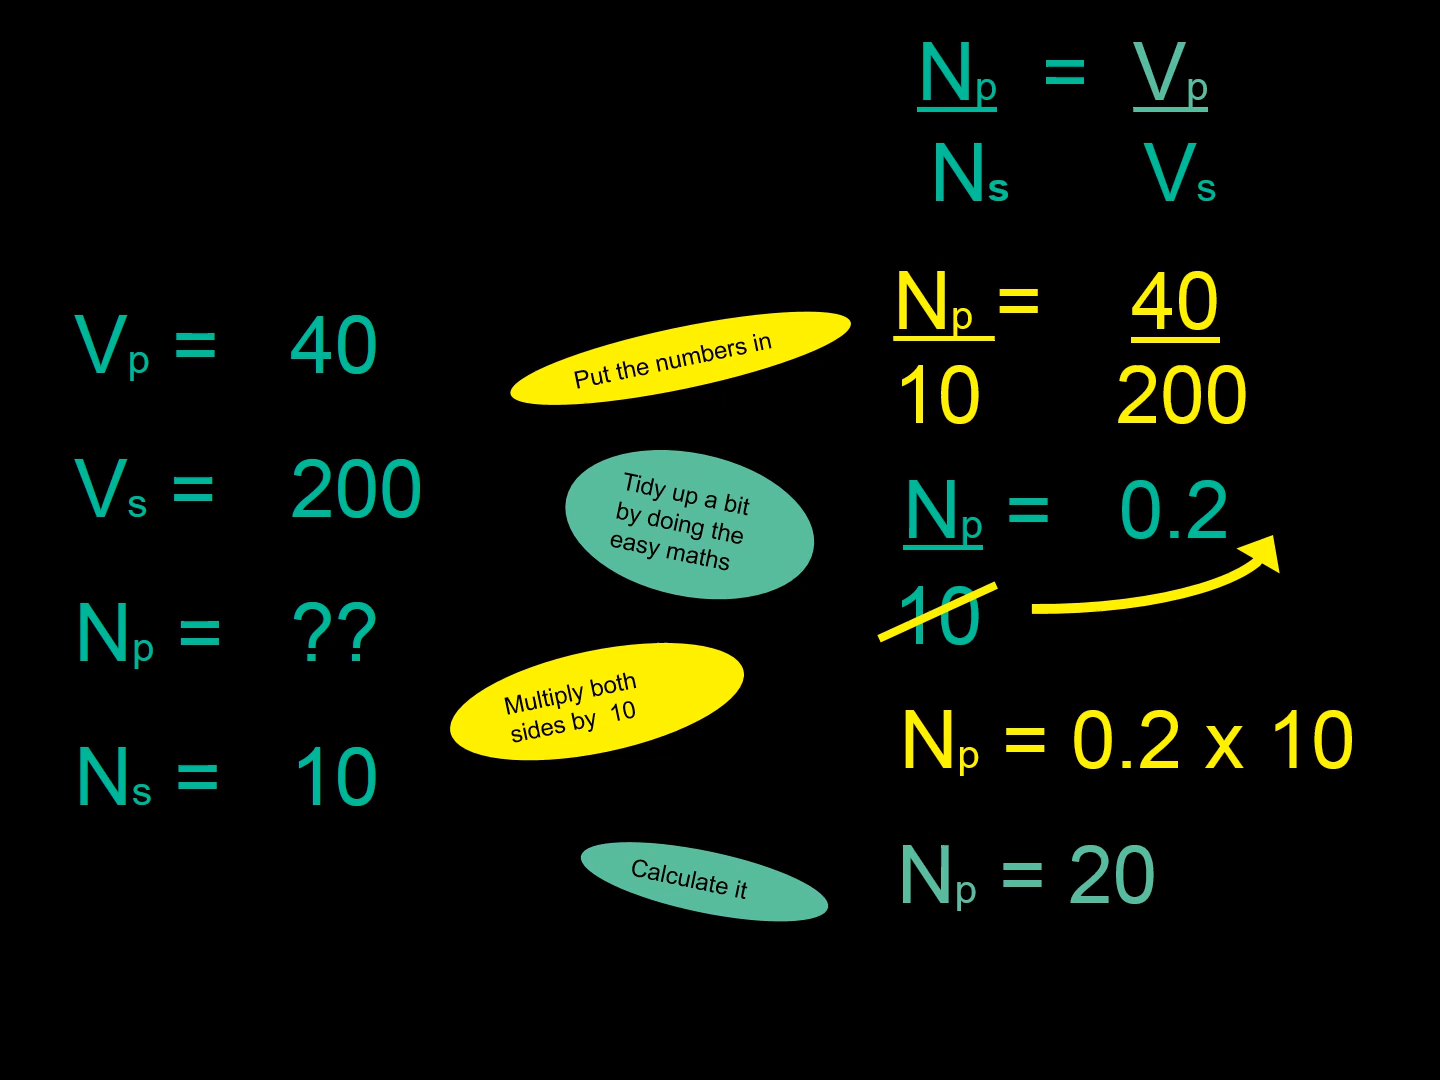 Np = Vp
Ns Vs
Vp = 40
Vs = 200
Np = ??
Ns = 10
Put the numbers in
Np = 40
10 200
Tidy up a bit
by doing the
easy maths
Np = 0.2
10
Multiply both
sides by 10
Np = 0.2 x 10
Calculate it
Np = 20